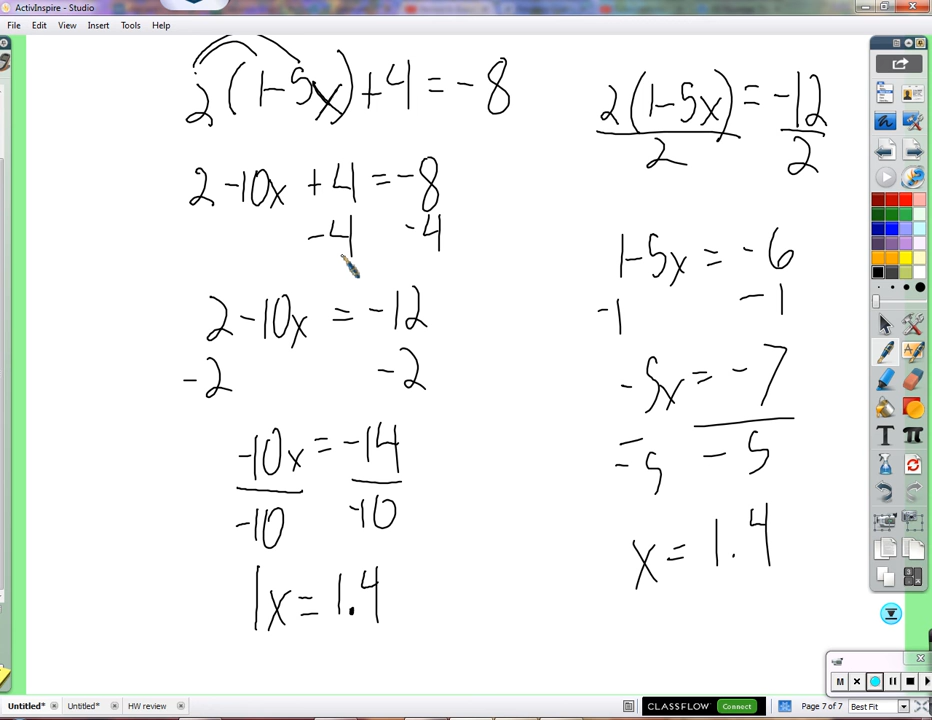 ActivInspire - Studio
File Edit View Insert Tools Help
2(1-5x)+4=-8
2-10x+4=-8
-4 -4
2-10x=-12
-2 -2
-10x=-14
-10 -10
1x=1.4
2(1-5x)=-12
2 2
1-5x=-6
-1 -1
-5x=-7
-5 -5
x=1.4
M
Untitled* Untitled* HW review CLASSFLOW Connect Page 7 of 7 Best Fit